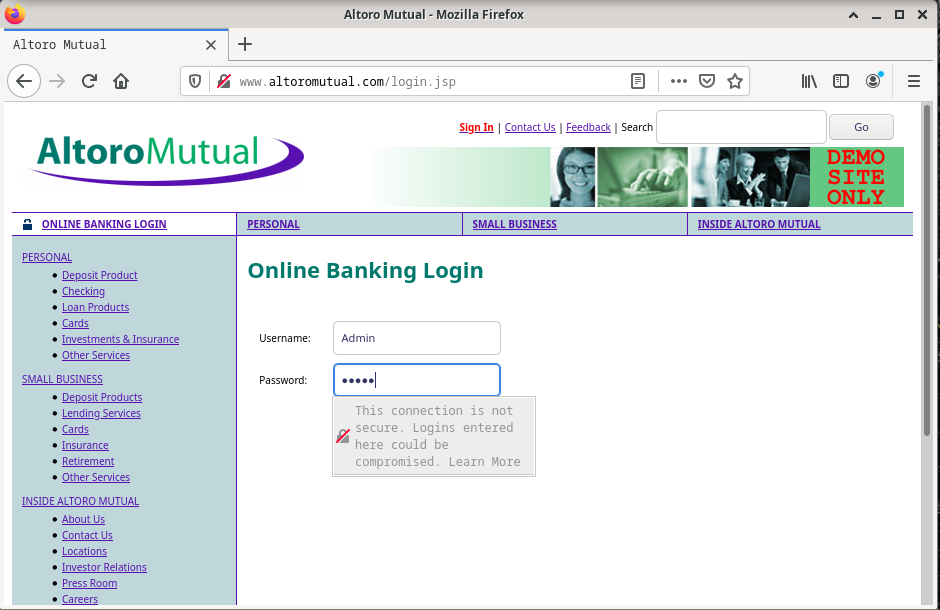 Altoro Mutual - Mozilla Firefox
Altoro Mutual
www.altoromutual.com/login.jsp
Sign In | Contact Us | Feedback | Search
Go
AltoroMutual
DEMO
SITE
ONLY
ONLINE BANKING LOGIN
PERSONAL
SMALL BUSINESS
INSIDE ALTORO MUTUAL
PERSONAL
Deposit Product
Checking
Loan Products
Cards
Investments & Insurance
Other Services
SMALL BUSINESS
Deposit Products
Lending Services
Cards
Insurance
Retirement
Other Services
INSIDE ALTORO MUTUAL
About Us
Contact Us
Locations
Investor Relations
Press Room
Careers
Online Banking Login
Username:
Admin
Password:
•••••
This connection is not
secure. Logins entered
here could be
compromised. Learn More